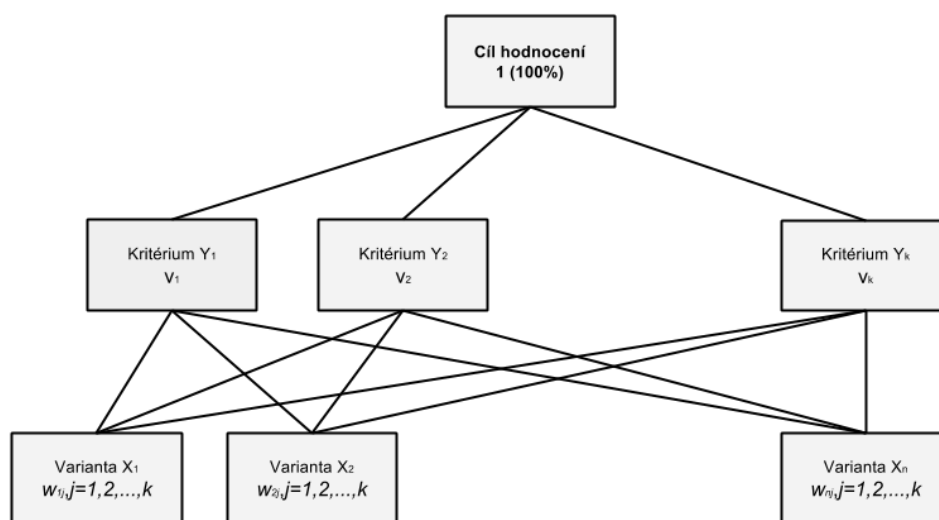 Cíl hodnocení
1 (100%)
Kritérium Y₁
v₁
Kritérium Y₂
v₂
Kritérium Yₖ
vₖ
Varianta X₁
w₁ⱼ,j=1,2,...,k
Varianta X₂
w₂ⱼ,j=1,2,...,k
Varianta Xₙ
wₙⱼ,j=1,2,...,k